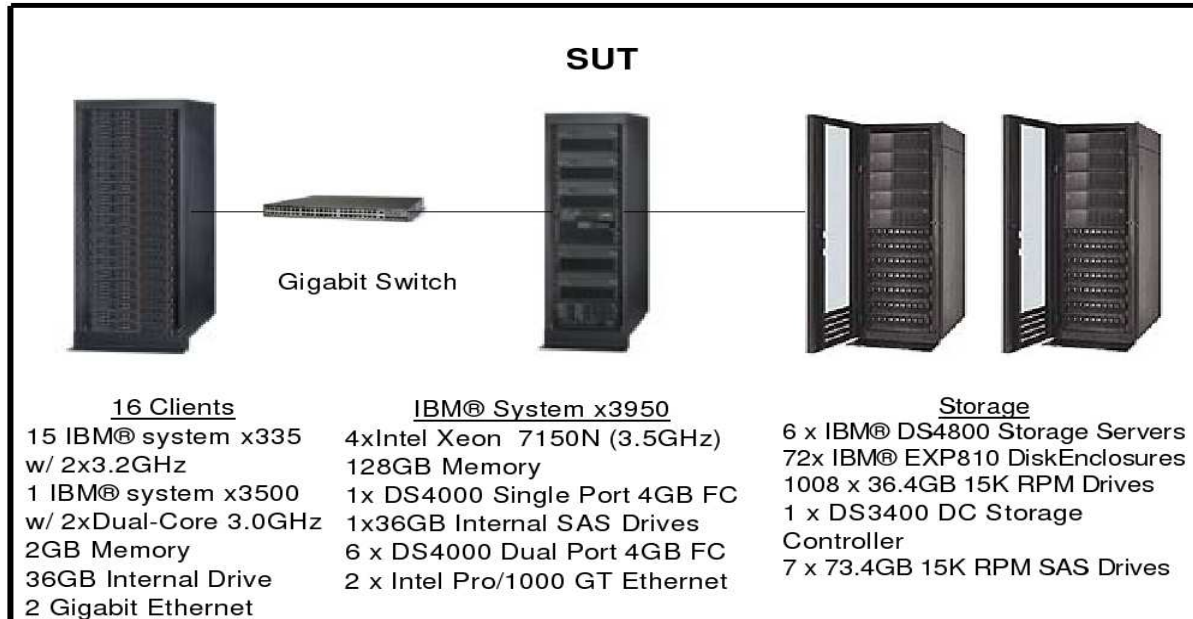 SUT
Gigabit Switch
16 Clients
15 IBM® system x335
w/ 2x3.2GHz
1 IBM® system x3500
w/ 2xDual-Core 3.0GHz
2GB Memory
36GB Internal Drive
2 Gigabit Ethernet
IBM® System x3950
4xIntel Xeon 7150N (3.5GHz)
128GB Memory
1x DS4000 Single Port 4GB FC
1x36GB Internal SAS Drives
6 x DS4000 Dual Port 4GB FC
2 x Intel Pro/1000 GT Ethernet
Storage
6 x IBM® DS4800 Storage Servers
72x IBM® EXP810 DiskEnclosures
1008 x 36.4GB 15K RPM Drives
1 x DS3400 DC Storage
Controller
7 x 73.4GB 15K RPM SAS Drives